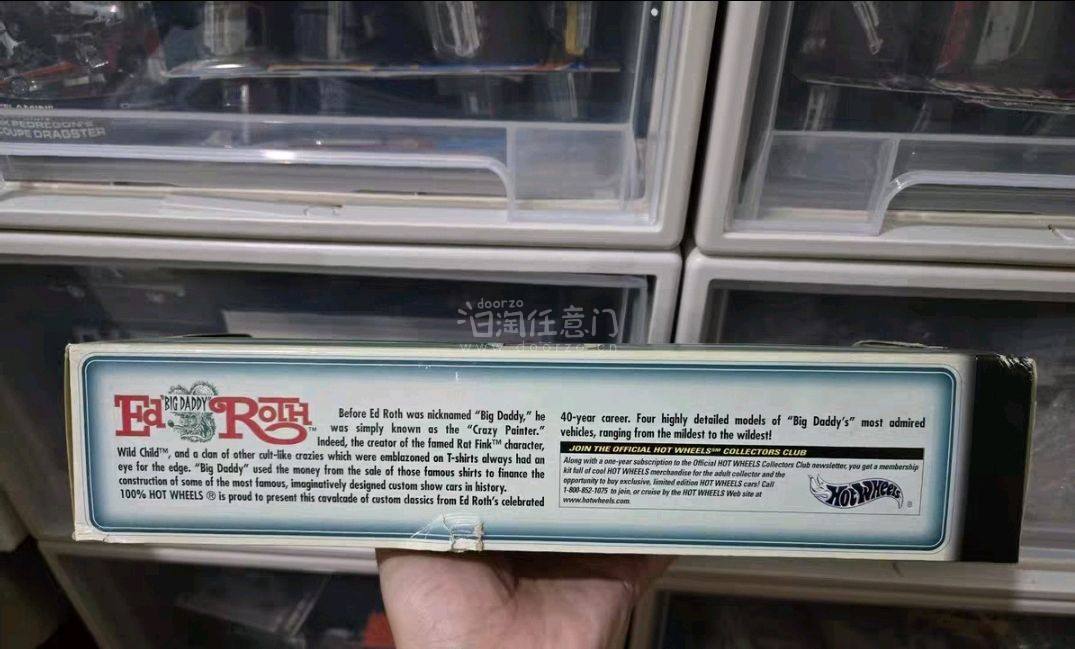 COUPE DRAGSTER
doorzo
汩淘任意门
www.doorzo.cn
Ed "BIG DADDY" ROTH™
Before Ed Roth was nicknamed "Big Daddy," he
was simply known as the "Crazy Painter."
Indeed, the creator of the famed Rat Fink™ character,
Wild Child™, and a clan of other cult-like crazies which were emblazoned on T-shirts always had an
eye for the edge. "Big Daddy" used the money from the sale of those famous shirts to finance the
construction of some of the most famous, imaginatively designed custom show cars in history.
100% HOT WHEELS ® is proud to present this cavalcade of custom classics from Ed Roth's celebrated
40-year career. Four highly detailed models of "Big Daddy's" most admired
vehicles, ranging from the mildest to the wildest!
JOIN THE OFFICIAL HOT WHEELS℠ COLLECTORS CLUB
Along with a one-year subscription to the Official HOT WHEELS Collectors Club newsletter, you get a membership
kit full of cool HOT WHEELS merchandise for the adult collector and the
opportunity to buy exclusive, limited edition HOT WHEELS cars! Call
1-800-852-1075 to join, or cruise by the HOT WHEELS Web site at
www.hotwheels.com.
HOT WHEELS ®